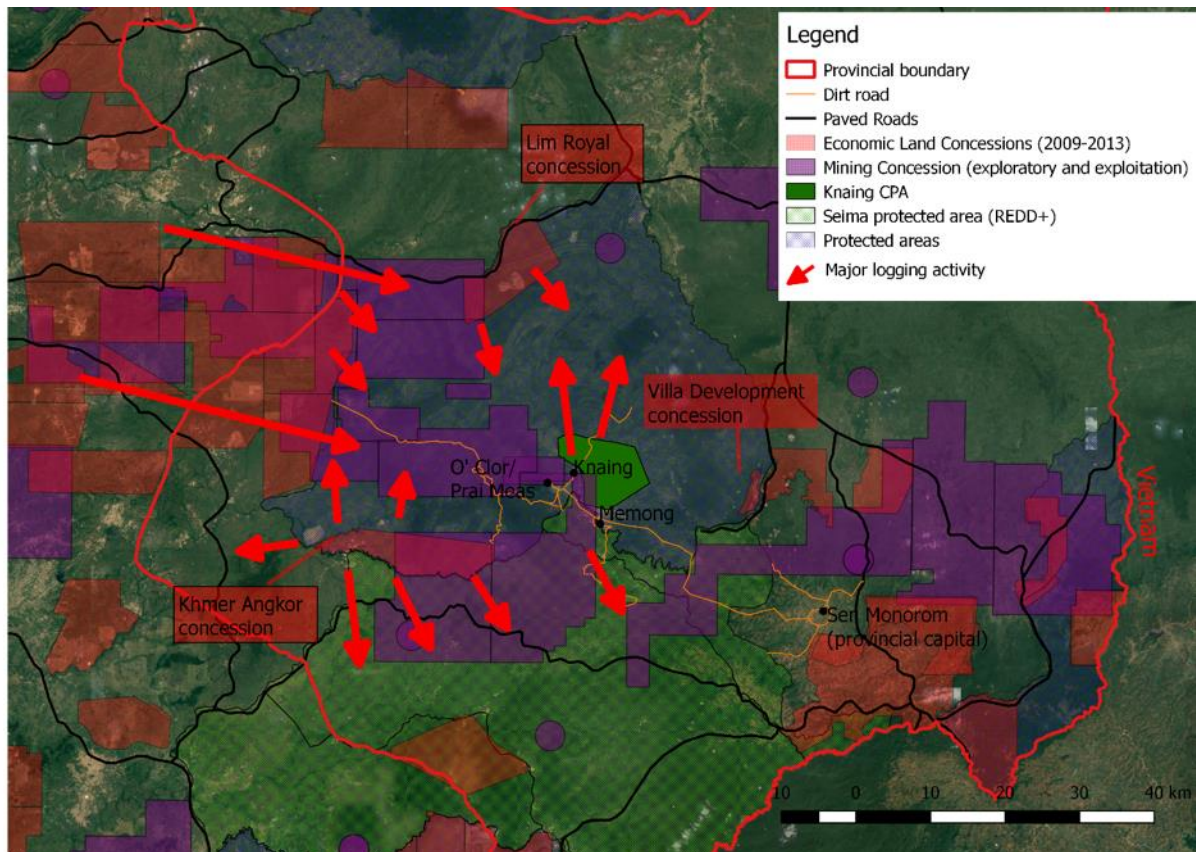 Legend
Provincial boundary
Dirt road
Paved Roads
Economic Land Concessions (2009-2013)
Mining Concession (exploratory and exploitation)
Knaing CPA
Seima protected area (REDD+)
Protected areas
Major logging activity
Lim Royal
concession
Villa Development
concession
O' Clor/
Prai Meas
Knaing
Memong
Vietnam
Khmer Angkor
concession
Sen Monorom
(provincial capital)
10 0 10 20 30 40 km